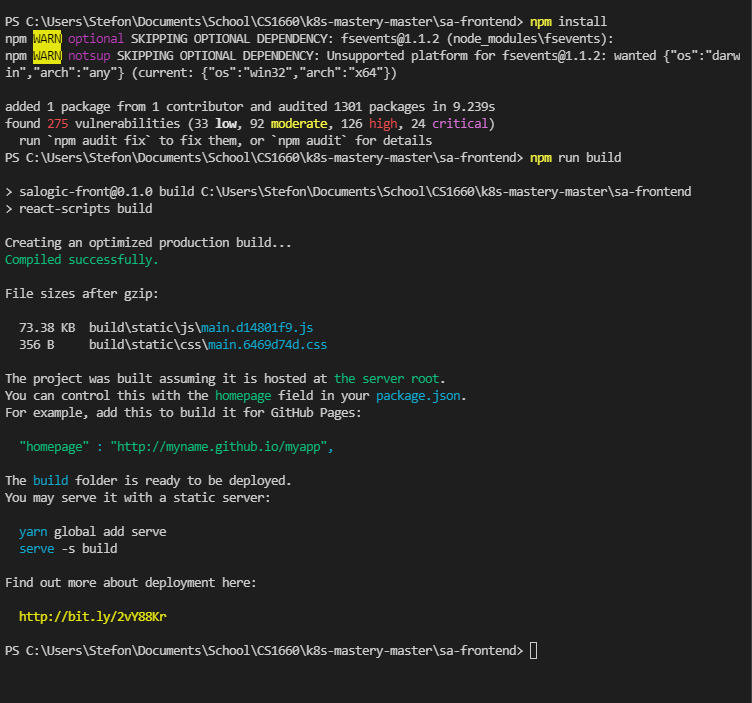 PS C:\Users\Stefon\Documents\School\CS1660\k8s-mastery-master\sa-frontend> npm install
npm WARN optional SKIPPING OPTIONAL DEPENDENCY: fsevents@1.1.2 (node_modules\fsevents):
npm WARN notsup SKIPPING OPTIONAL DEPENDENCY: Unsupported platform for fsevents@1.1.2: wanted {"os":"darw
in","arch":"any"} (current: {"os":"win32","arch":"x64"})
added 1 package from 1 contributor and audited 1301 packages in 9.239s
found 275 vulnerabilities (33 low, 92 moderate, 126 high, 24 critical)
  run `npm audit fix` to fix them, or `npm audit` for details
PS C:\Users\Stefon\Documents\School\CS1660\k8s-mastery-master\sa-frontend> npm run build
> salogic-front@0.1.0 build C:\Users\Stefon\Documents\School\CS1660\k8s-mastery-master\sa-frontend
> react-scripts build
Creating an optimized production build...
Compiled successfully.
File sizes after gzip:
  73.38 KB  build\static\js\main.d14801f9.js
  356 B     build\static\css\main.6469d74d.css
The project was built assuming it is hosted at the server root.
You can control this with the homepage field in your package.json.
For example, add this to build it for GitHub Pages:
  "homepage" : "http://myname.github.io/myapp",
The build folder is ready to be deployed.
You may serve it with a static server:
  yarn global add serve
  serve -s build
Find out more about deployment here:
  http://bit.ly/2vY88Kr
PS C:\Users\Stefon\Documents\School\CS1660\k8s-mastery-master\sa-frontend>